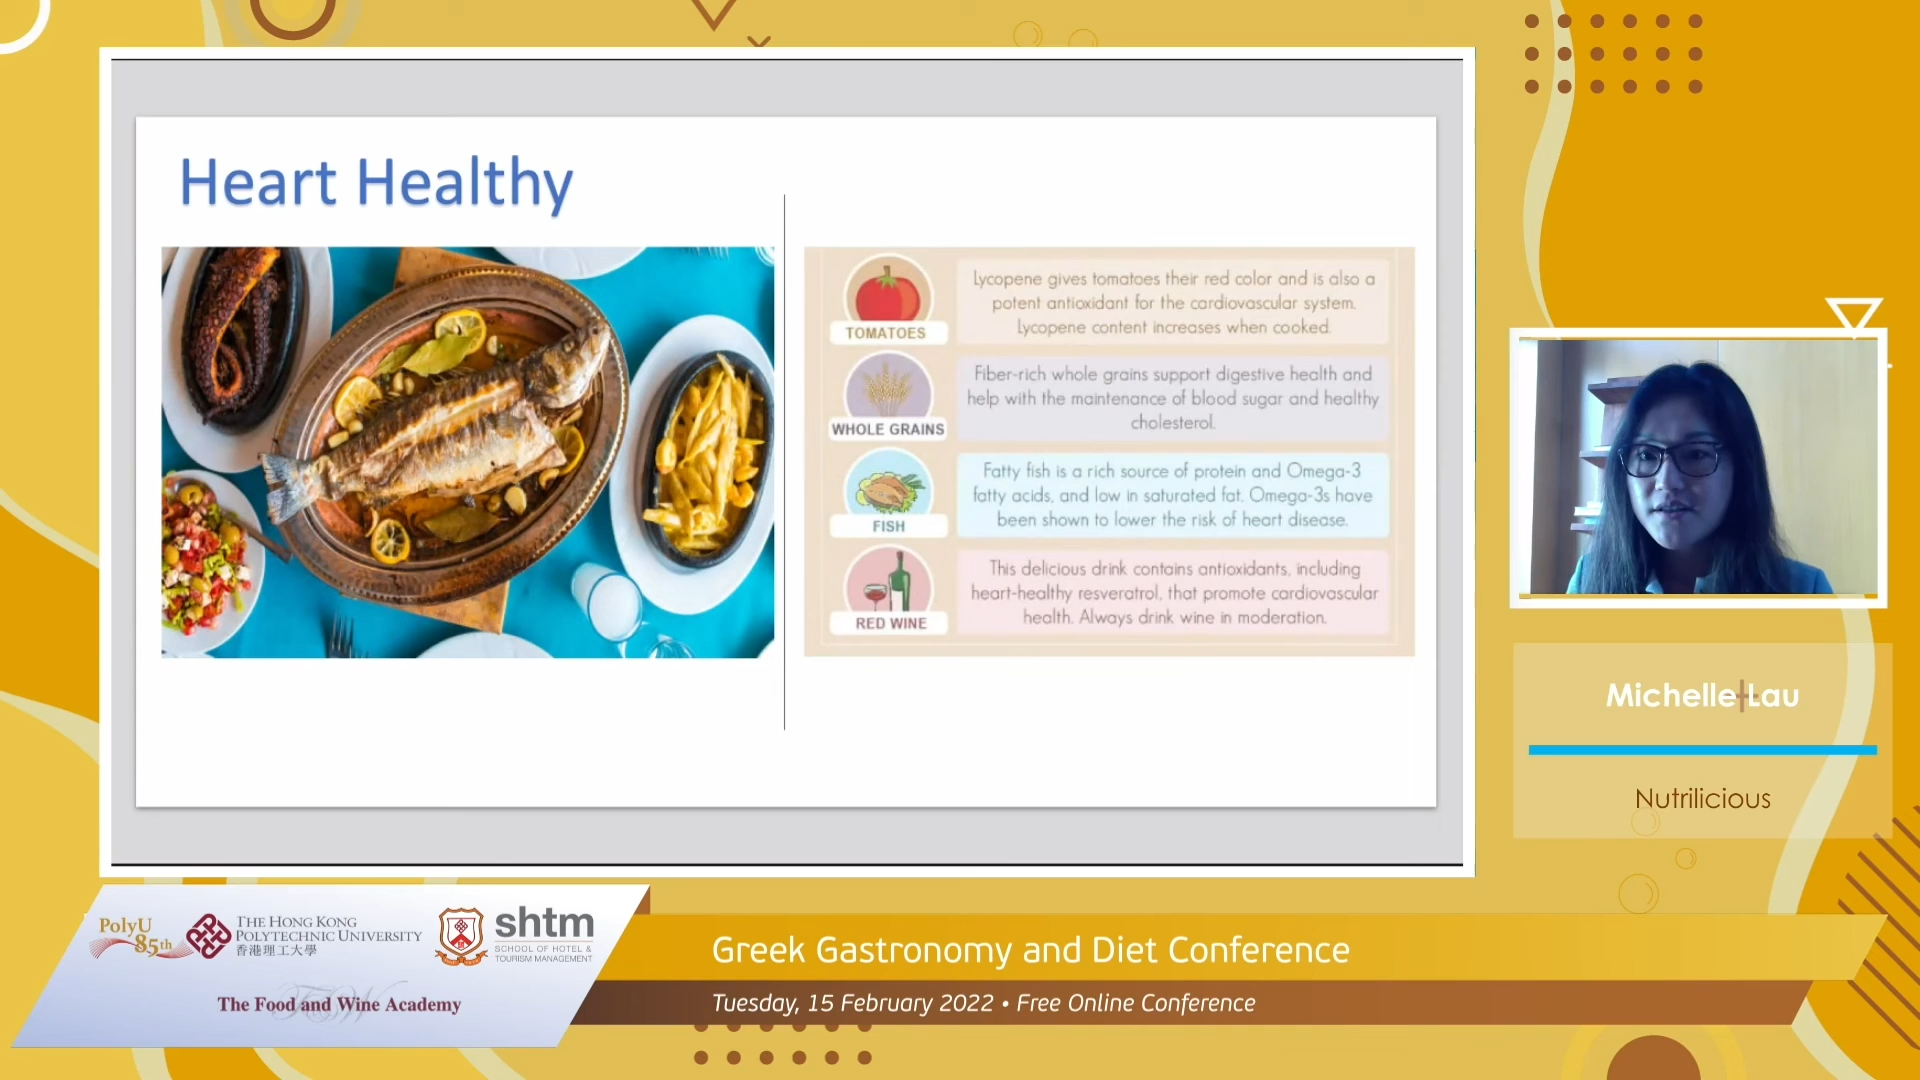 Heart Healthy
TOMATOES
Lycopene gives tomatoes their red color and is also a
potent antioxidant for the cardiovascular system.
Lycopene content increases when cooked.
WHOLE GRAINS
Fiber-rich whole grains support digestive health and
help with the maintenance of blood sugar and healthy
cholesterol.
FISH
Fatty fish is a rich source of protein and Omega-3
fatty acids, and low in saturated fat. Omega-3s have
been shown to lower the risk of heart disease.
RED WINE
This delicious drink contains antioxidants, including
heart-healthy resveratrol, that promote cardiovascular
health. Always drink wine in moderation.
Michelle Lau
Nutrilicious
PolyU
85th
THE HONG KONG
POLYTECHNIC UNIVERSITY
香港理工大學
shtm
SCHOOL OF HOTEL &
TOURISM MANAGEMENT
The Food and Wine Academy
Greek Gastronomy and Diet Conference
Tuesday, 15 February 2022 • Free Online Conference